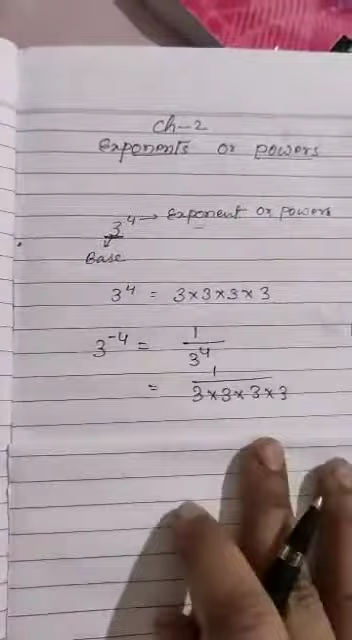 Ch-2
Exponents or powers
3⁴ → Exponent or powers
Base
3⁴ = 3×3×3×3
3⁻⁴ = 1/3⁴
= 1/3×3×3×3